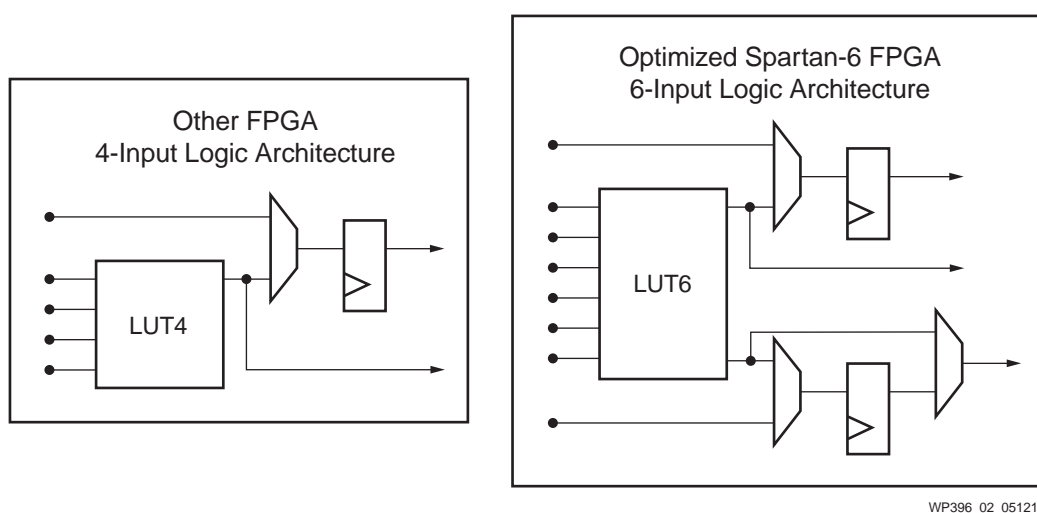 Other FPGA
4-Input Logic Architecture
LUT4
Optimized Spartan-6 FPGA
6-Input Logic Architecture
LUT6
WP396_02_05121